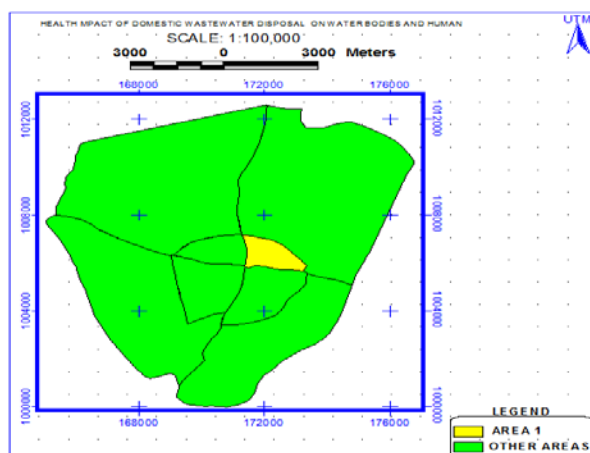 HEALTH MPACT OF DOMESTIC WASTEWATER DISPOSAL ON WATER BODIES AND HUMAN
UTM
SCALE: 1:100,000
3000 0 3000 Meters
168000 172000 176000
1012000 1012000
1008000 1008000
1004000 1004000
1000000 1000000
168000 172000 176000
LEGEND
AREA 1
OTHER AREAS